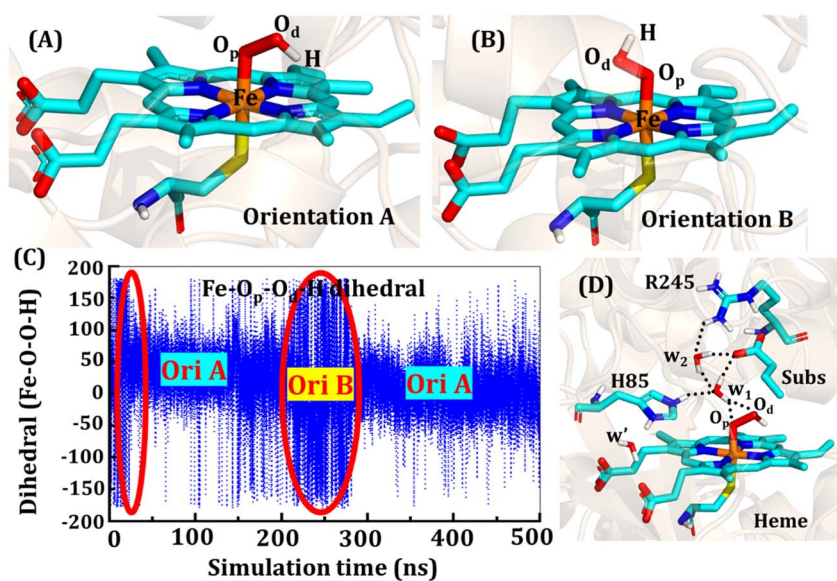 (A)
Op
Od
H
Fe
Orientation A
(B)
H
Od
Op
Fe
Orientation B
(C)
Fe-Op-Od-H dihedral
Ori A
Ori B
Ori A
Dihedral (Fe-O-O-H)
200
150
100
50
0
-50
-100
-150
-200
0
100
200
300
400
500
Simulation time (ns)
(D)
R245
w2
Subs
H85
w1
Op
Od
w'
Heme